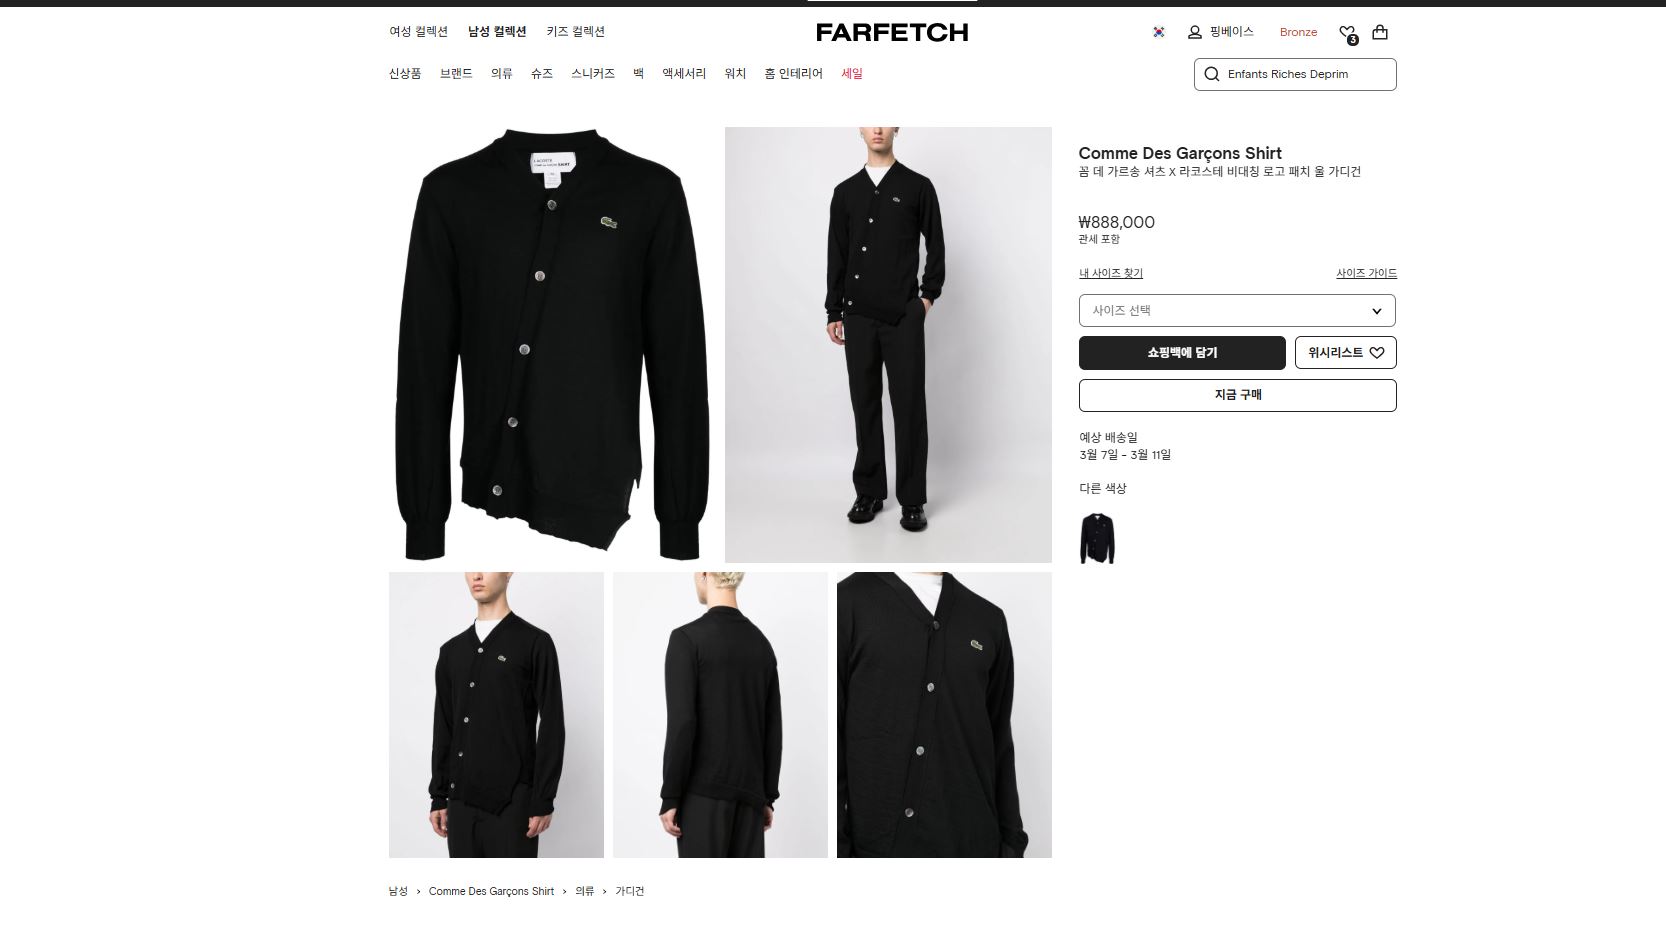 여성 컬렉션 남성 컬렉션 키즈 컬렉션
FARFETCH
핑베이스 Bronze 3
신상품 브랜드 의류 슈즈 스니커즈 백 액세서리 워치 홈 인테리어 세일
Enfants Riches Deprim
LACOSTE
Comme Des Garçons Shirt
꼼 데 가르송 셔츠 X 라코스테 비대칭 로고 패치 울 가디건
₩888,000
관세 포함
내 사이즈 찾기 사이즈 가이드
사이즈 선택
쇼핑백에 담기 위시리스트
지금 구매
예상 배송일
3월 7일 - 3월 11일
다른 색상
남성 › Comme Des Garçons Shirt › 의류 › 가디건